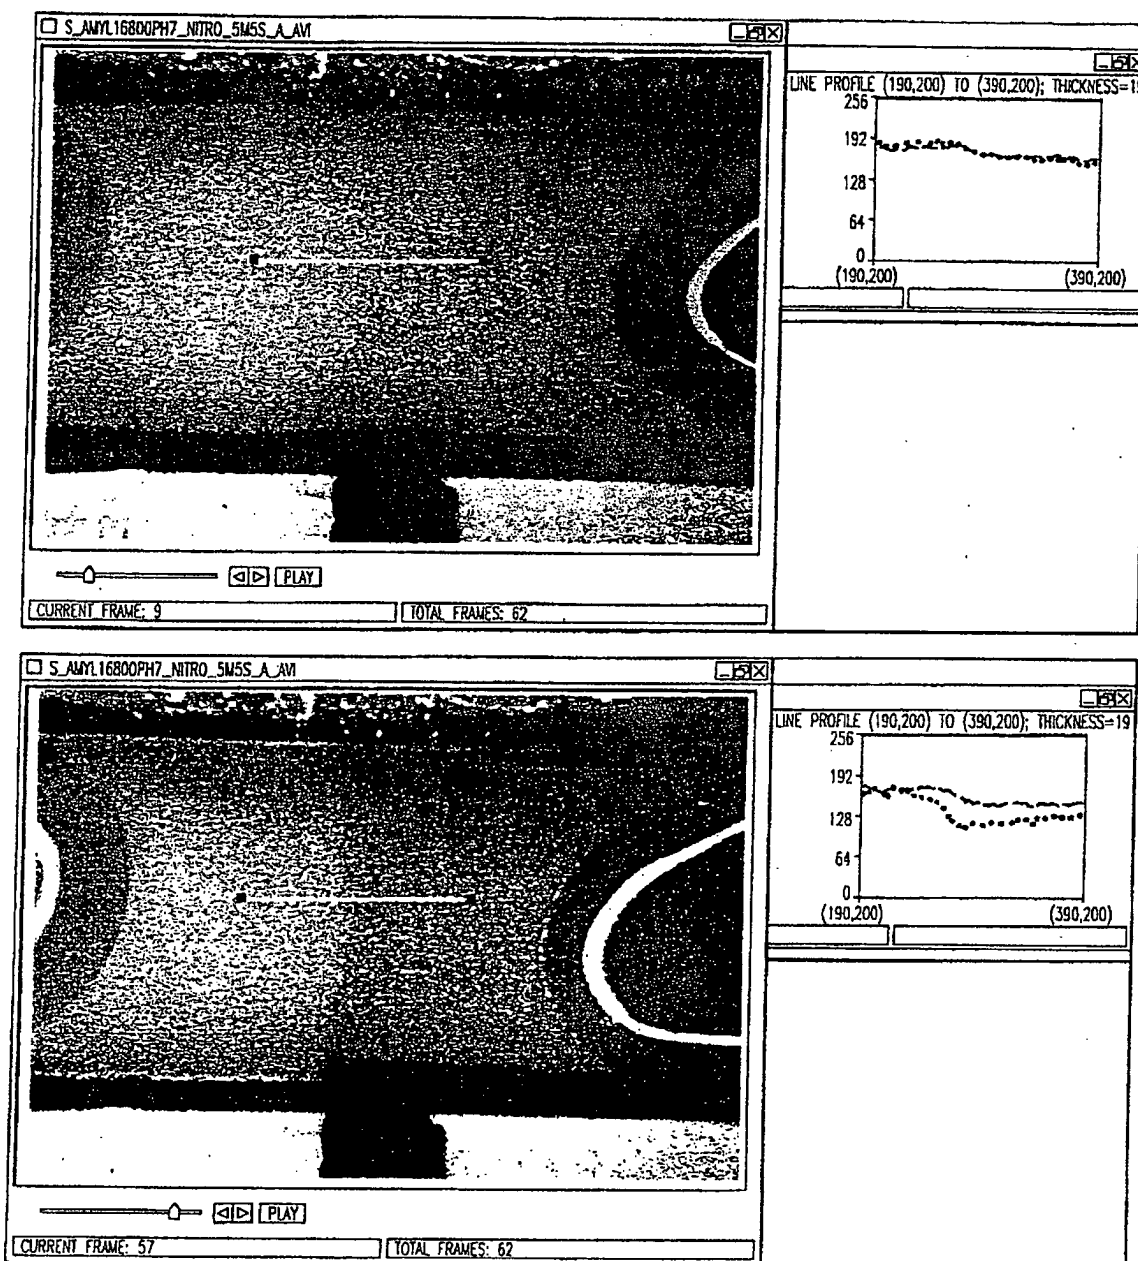 S_AMYL16800PH7_NITRO_5M5S_A_AVI
LINE PROFILE (190,200) TO (390,200); THICKNESS=19
256
192
128
64
0
(190,200) (390,200)
PLAY
CURRENT FRAME: 9 TOTAL FRAMES: 62
S_AMYL16800PH7_NITRO_5M5S_A_AVI
LINE PROFILE (190,200) TO (390,200); THICKNESS=19
256
192
128
64
0
(190,200) (390,200)
PLAY
CURRENT FRAME: 57 TOTAL FRAMES: 62